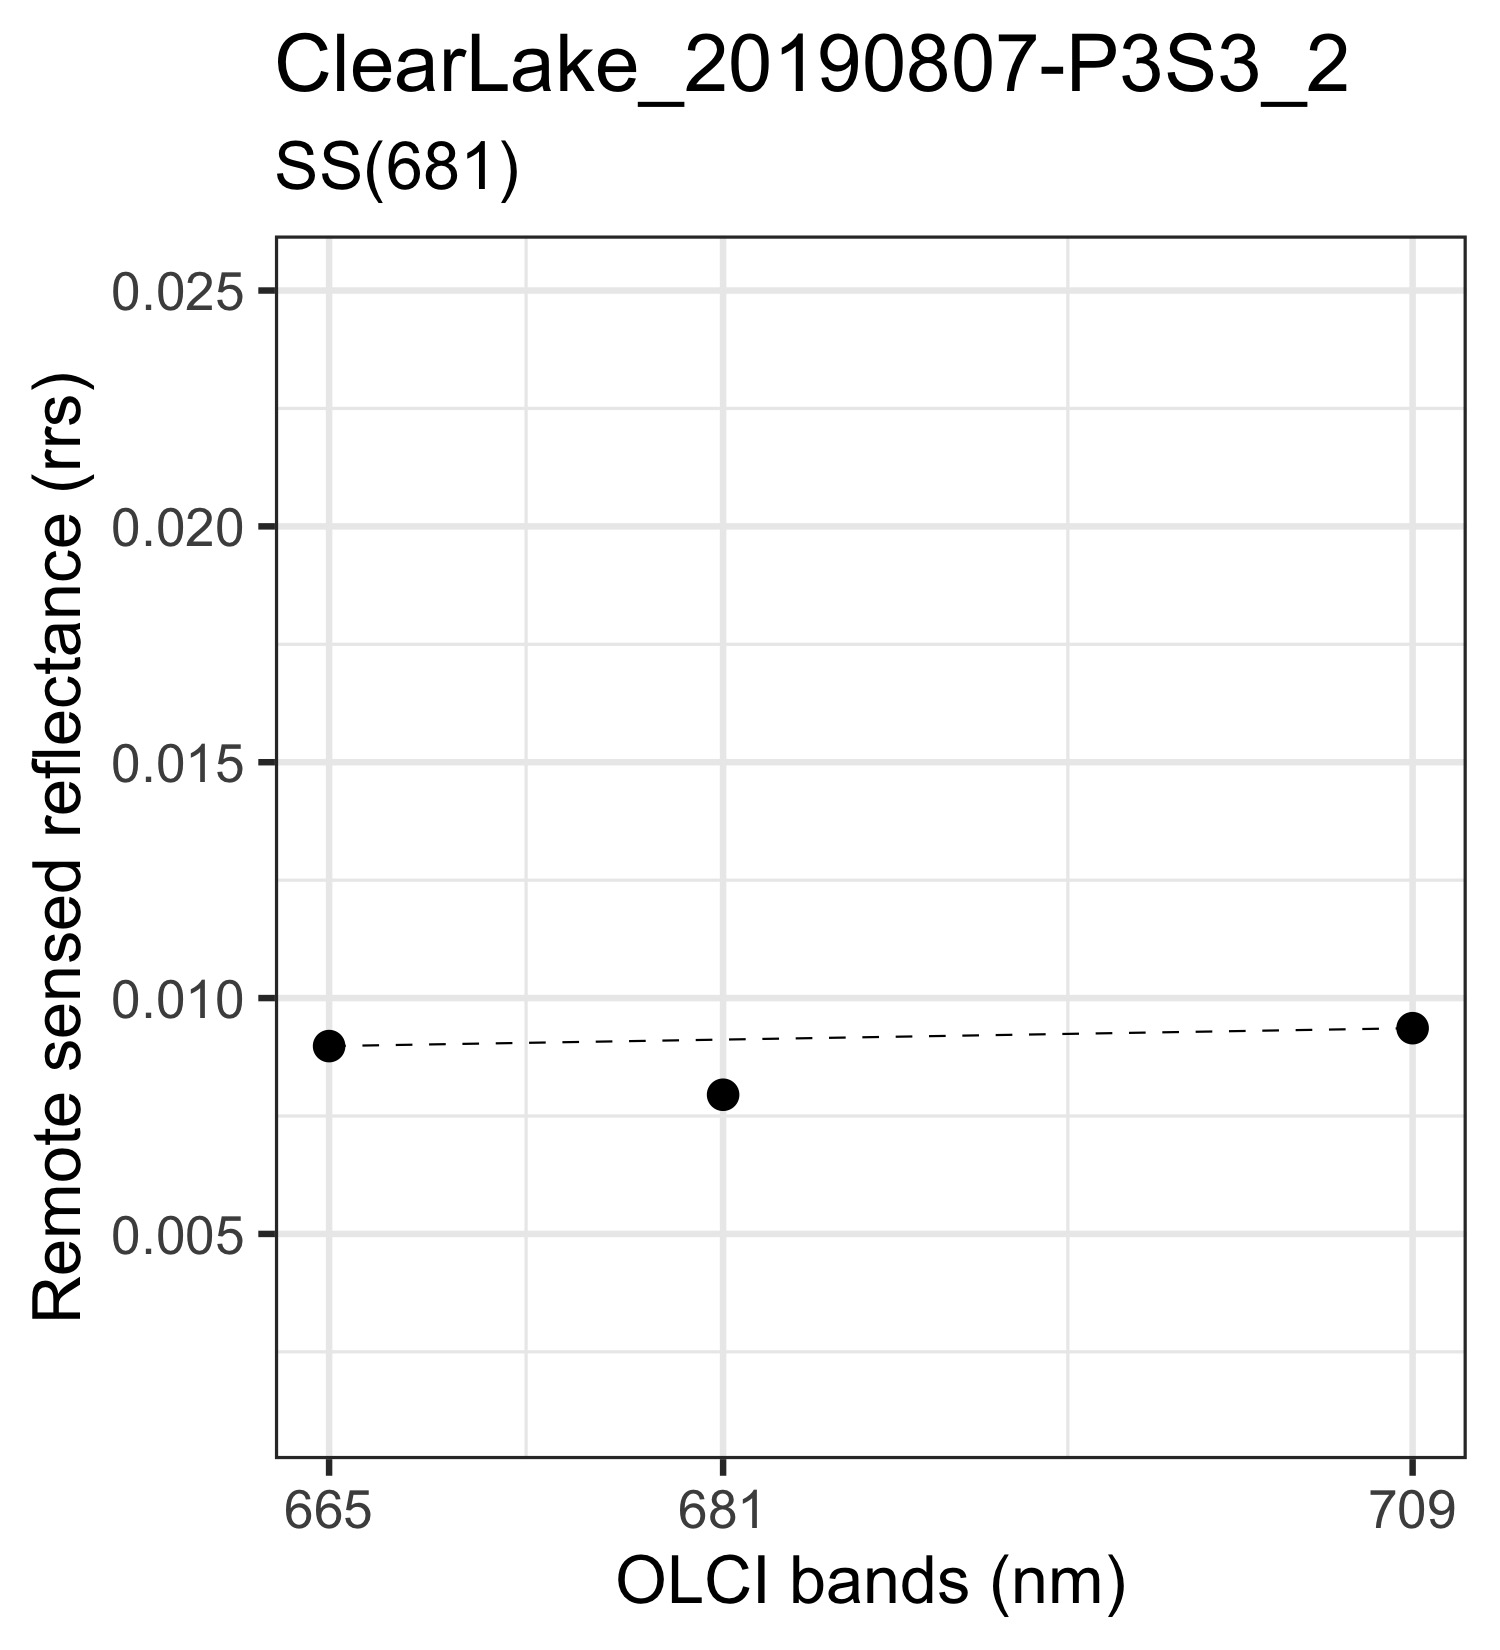 ClearLake_20190807-P3S3_2
SS(681)
Remote sensed reflectance (rrs)
0.025
0.020
0.015
0.010
0.005
665 681 709
OLCI bands (nm)